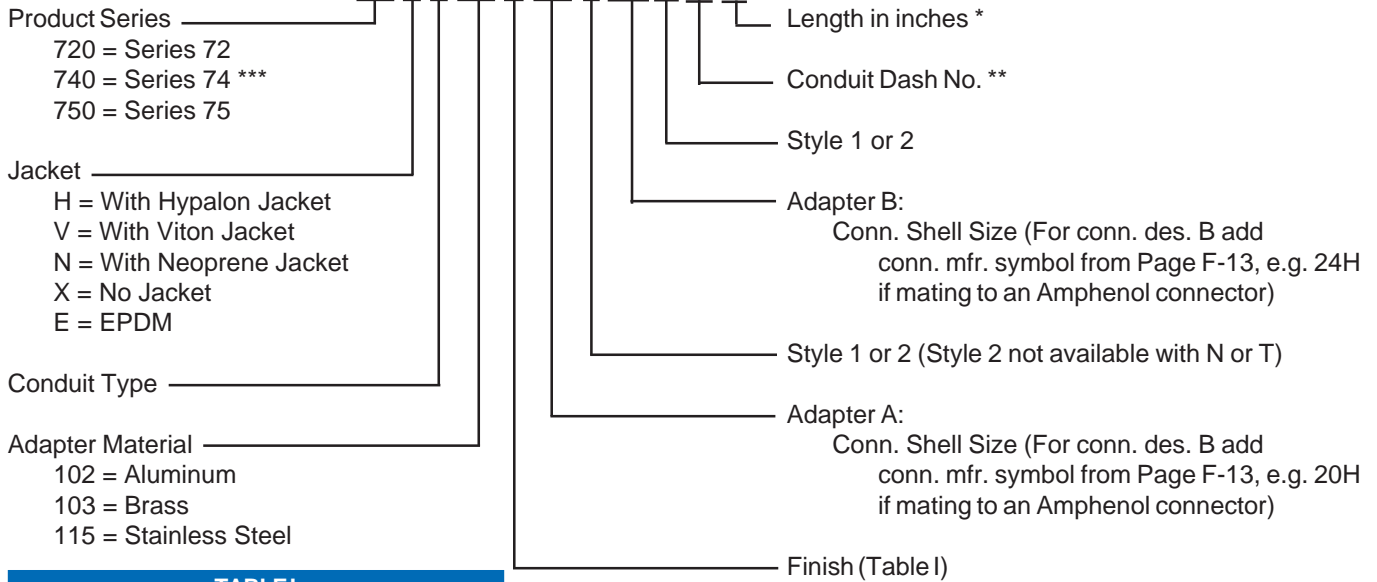 Product Series
720 = Series 72
740 = Series 74 ***
750 = Series 75
Jacket
H = With Hypalon Jacket
V = With Viton Jacket
N = With Neoprene Jacket
X = No Jacket
E = EPDM
Conduit Type
Adapter Material
102 = Aluminum
103 = Brass
115 = Stainless Steel
Length in inches *
Conduit Dash No. **
Style 1 or 2
Adapter B:
Conn. Shell Size (For conn. des. B add
conn. mfr. symbol from Page F-13, e.g. 24H
if mating to an Amphenol connector)
Style 1 or 2 (Style 2 not available with N or T)
Adapter A:
Conn. Shell Size (For conn. des. B add
conn. mfr. symbol from Page F-13, e.g. 20H
if mating to an Amphenol connector)
Finish (Table I)
TABLE I